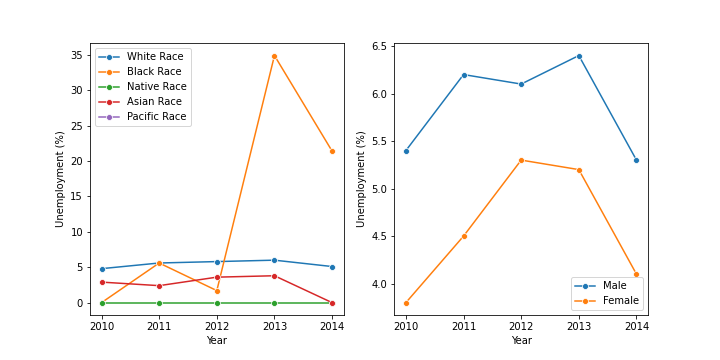 White Race
Black Race
Native Race
Asian Race
Pacific Race
Unemployment (%)
35
30
25
20
15
10
5
0
2010 2011 2012 2013 2014
Year
Unemployment (%)
6.5
6.0
5.5
5.0
4.5
4.0
Male
Female
2010 2011 2012 2013 2014
Year